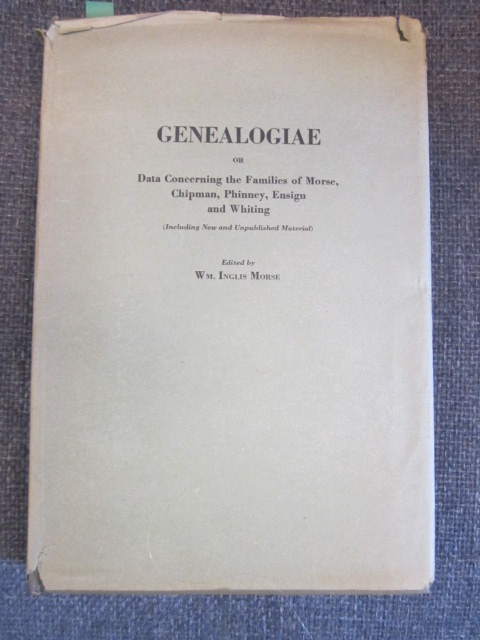 GENEALOGIAE
OR
Data Concerning the Families of Morse,
Chipman, Phinney, Ensign
and Whiting
(Including New and Unpublished Material)
Edited by
WM. INGLIS MORSE